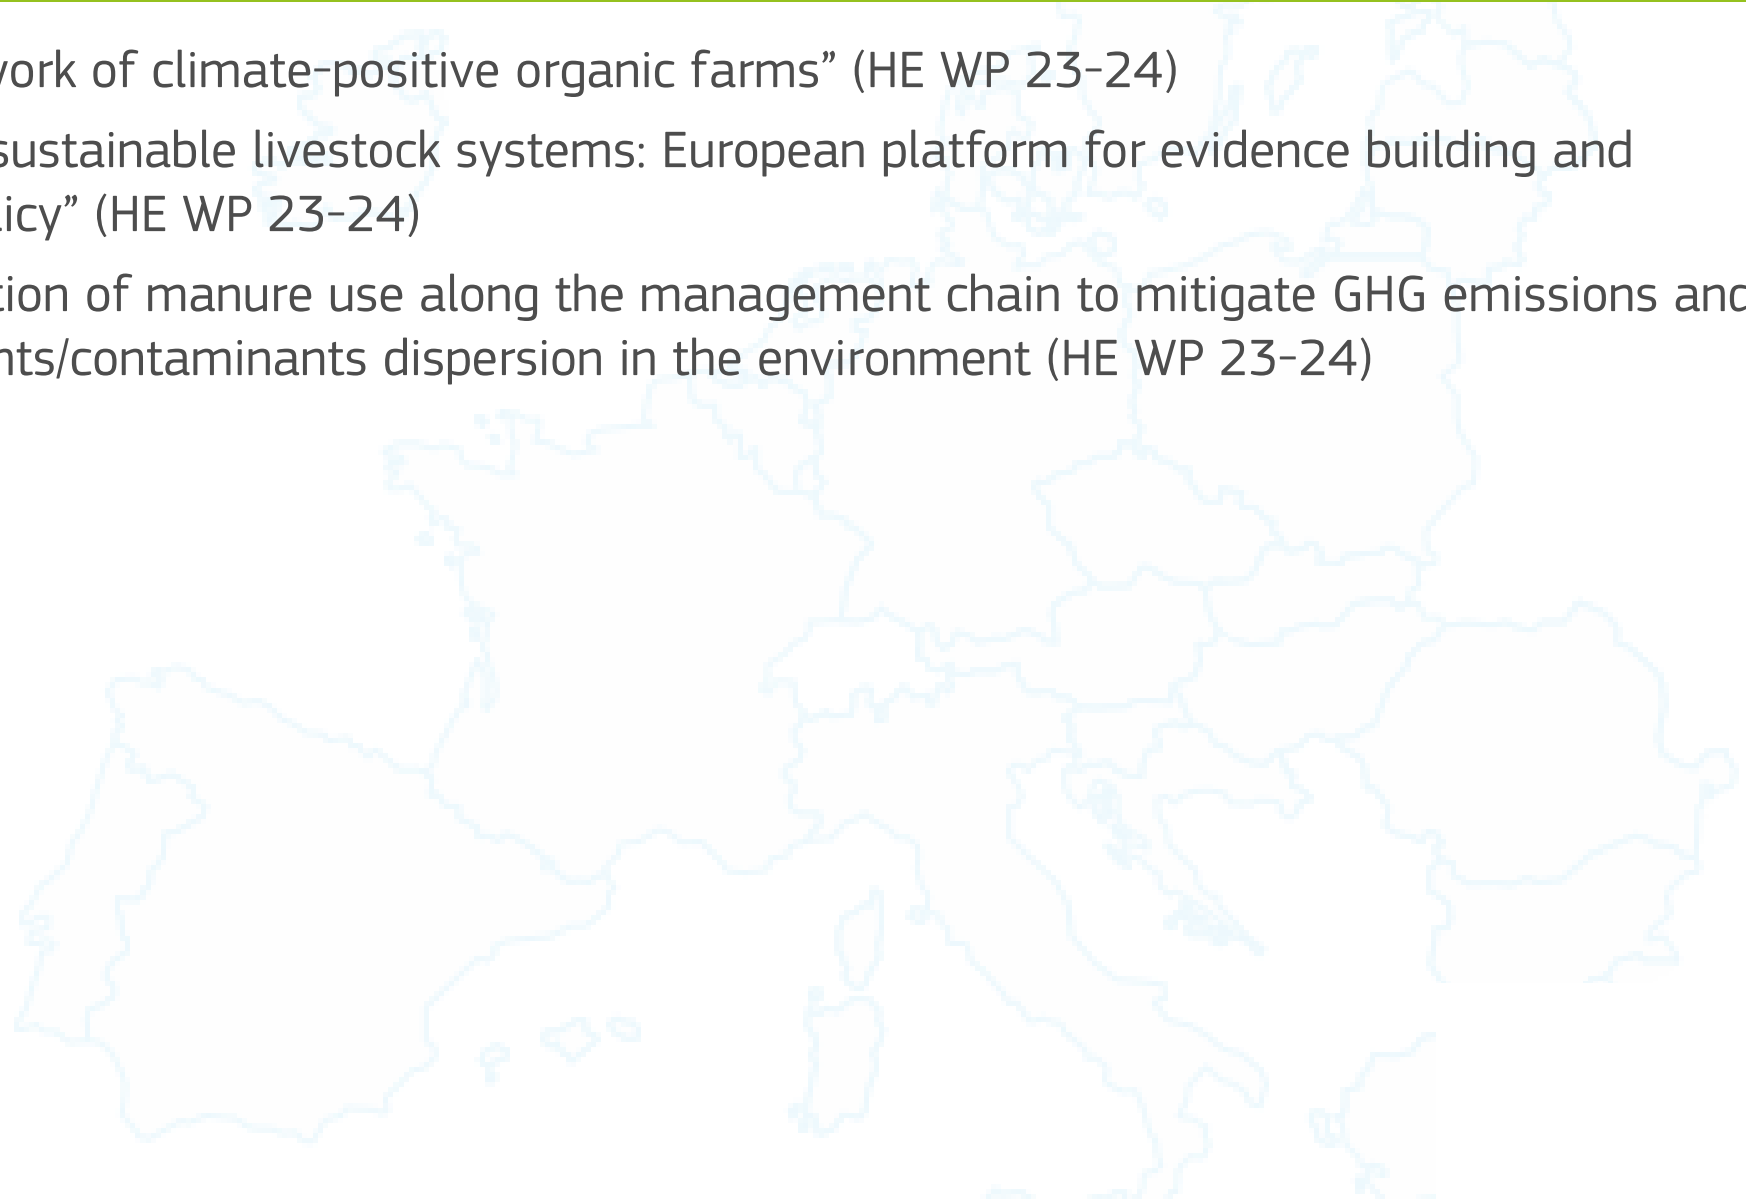 work of climate-positive organic farms” (HE WP 23-24)
sustainable livestock systems: European platform for evidence building and
licy” (HE WP 23-24)
tion of manure use along the management chain to mitigate GHG emissions and
nts/contaminants dispersion in the environment (HE WP 23-24)